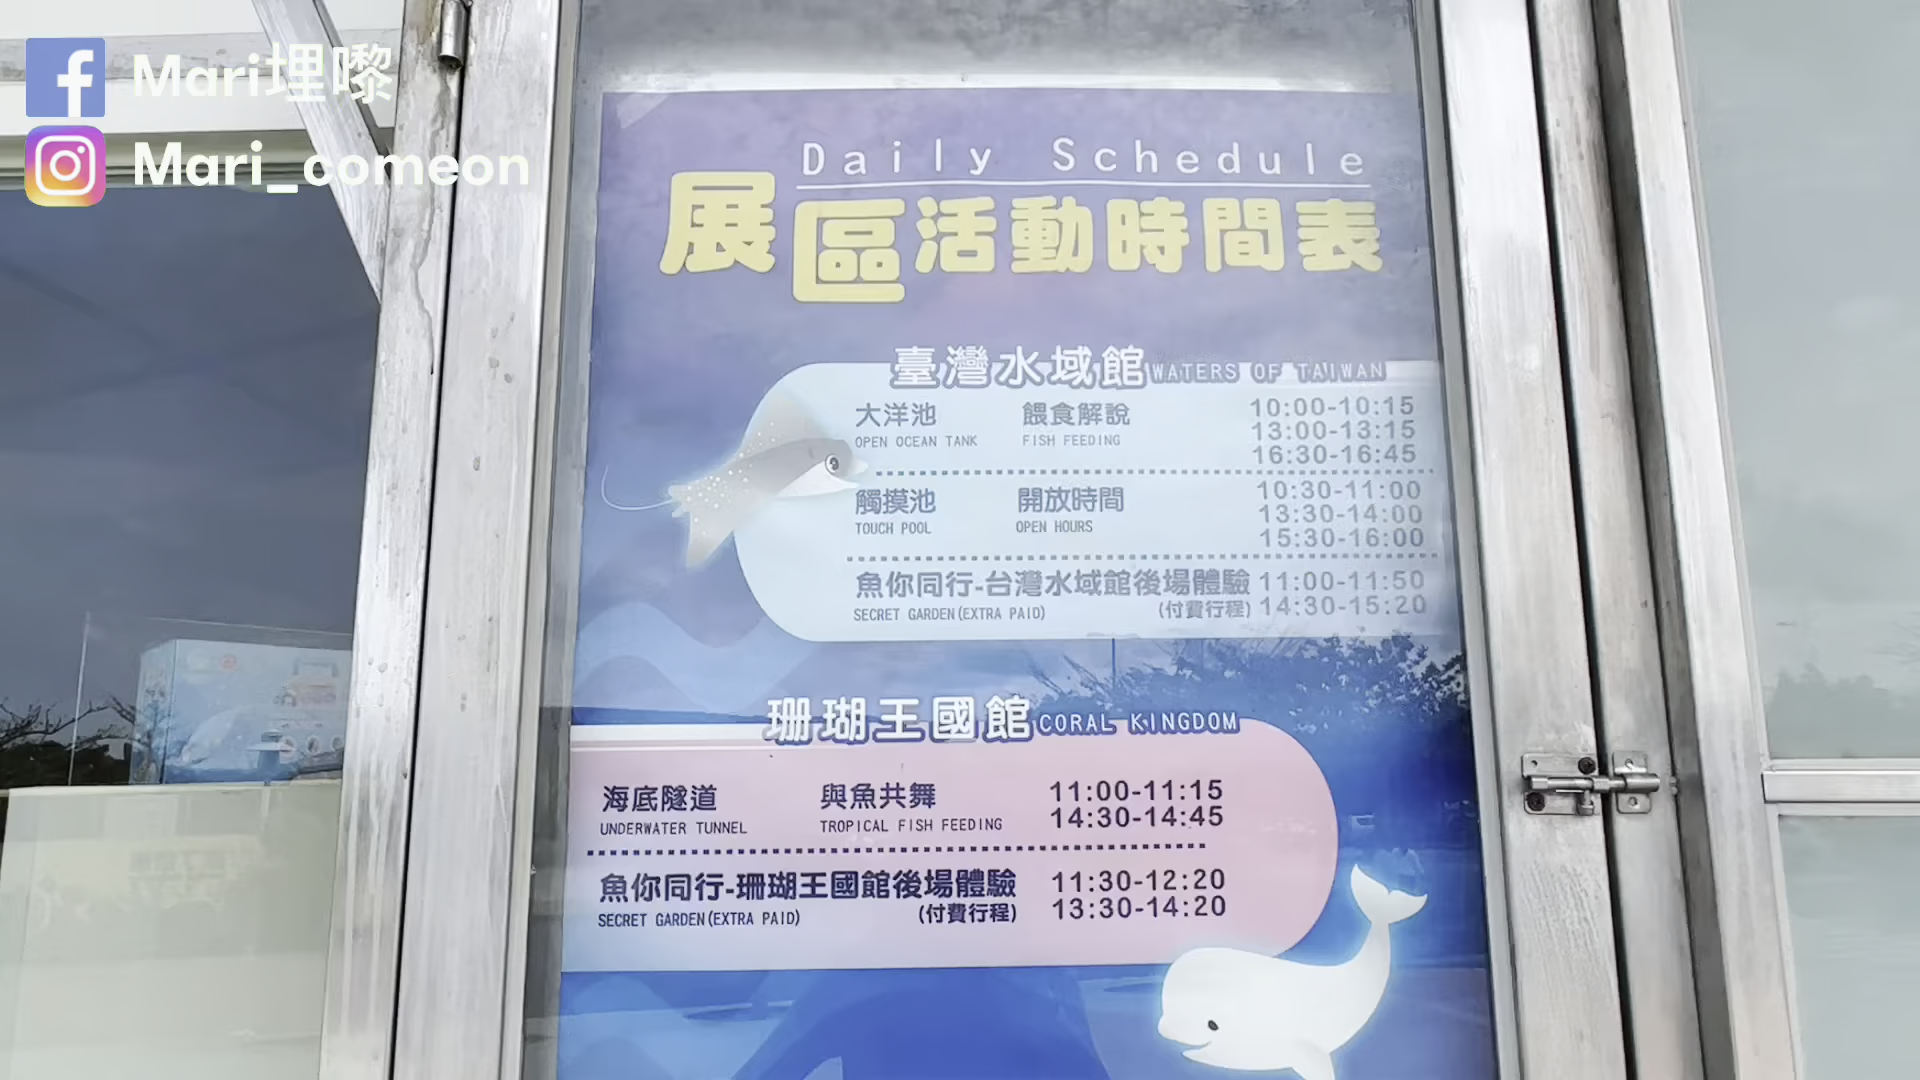 Mari埋嚟
Mari_comeon
Daily Schedule
展區活動時間表
臺灣水域館 WATERS OF TAIWAN
大洋池 餵食解說 10:00-10:15
OPEN OCEAN TANK FISH FEEDING 13:00-13:15
16:30-16:45
觸摸池 開放時間 10:30-11:00
TOUCH POOL OPEN HOURS 13:30-14:00
15:30-16:00
魚你同行-台灣水域館後場體驗 11:00-11:50
SECRET GARDEN(EXTRA PAID) (付費行程) 14:30-15:20
珊瑚王國館 CORAL KINGDOM
海底隧道 與魚共舞 11:00-11:15
UNDERWATER TUNNEL TROPICAL FISH FEEDING 14:30-14:45
魚你同行-珊瑚王國館後場體驗 11:30-12:20
SECRET GARDEN(EXTRA PAID) (付費行程) 13:30-14:20